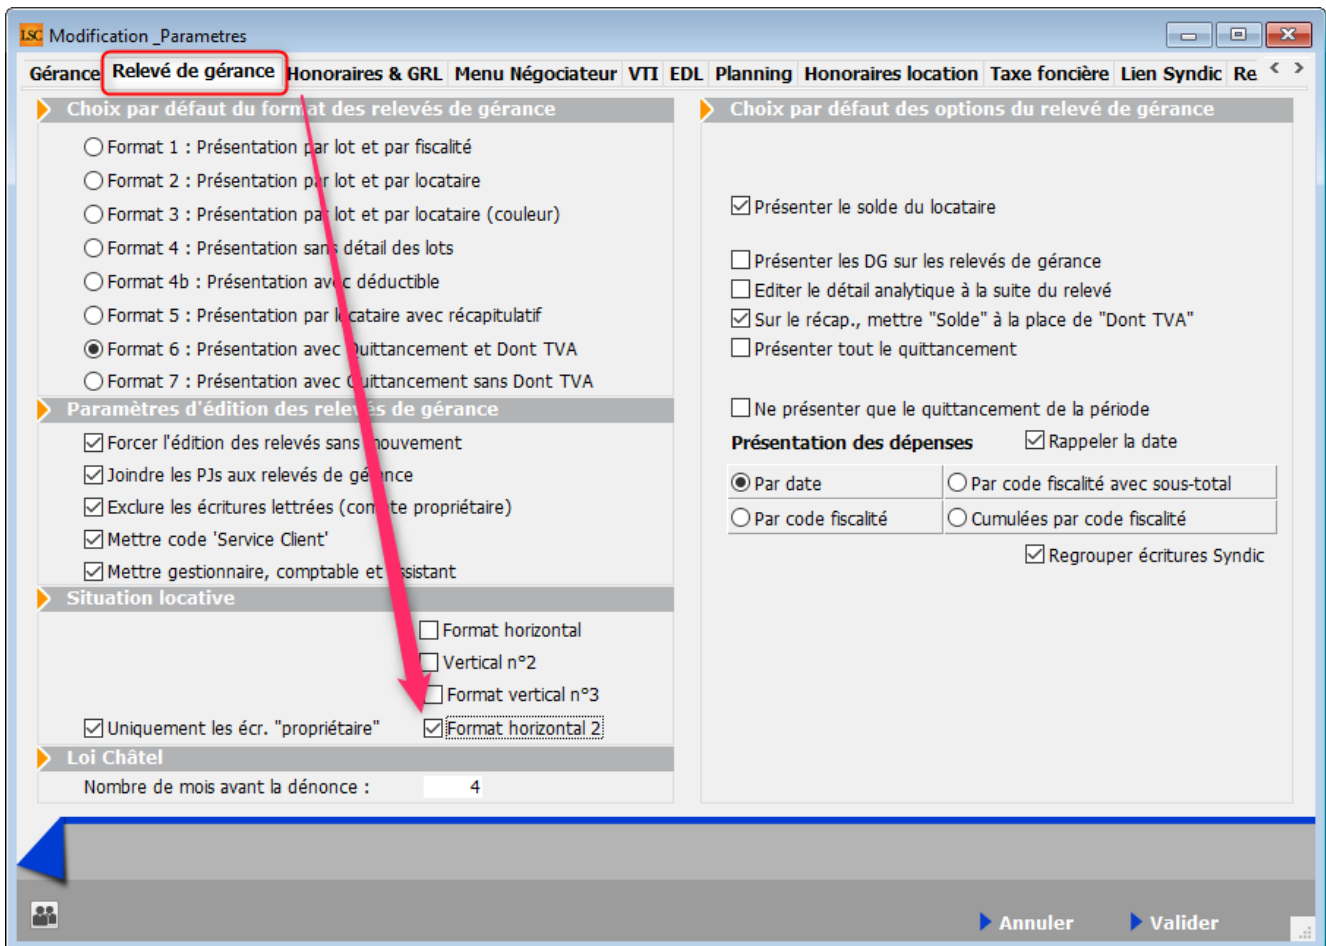 LSC Modification _Parametres
Gérance Relevé de gérance Honoraires & GRL Menu Négociateur VTI EDL Planning Honoraires location Taxe foncière Lien Syndic Re < >
Choix par défaut du format des relevés de gérance
Format 1 : Présentation par lot et par fiscalité
Format 2 : Présentation par lot et par locataire
Format 3 : Présentation par lot et par locataire (couleur)
Format 4 : Présentation sans détail des lots
Format 4b : Présentation avec déductible
Format 5 : Présentation par locataire avec récapitulatif
Format 6 : Présentation avec Quittancement et Dont TVA
Format 7 : Présentation avec Quittancement sans Dont TVA
Paramètres d'édition des relevés de gérance
Forcer l'édition des relevés sans mouvement
Joindre les PJs aux relevés de gérance
Exclure les écritures lettrées (compte propriétaire)
Mettre code 'Service Client'
Mettre gestionnaire, comptable et assistant
Situation locative
Format horizontal
Vertical n°2
Format vertical n°3
Uniquement les écr. "propriétaire" Format horizontal 2
Loi Châtel
Nombre de mois avant la dénonce : 4
Choix par défaut des options du relevé de gérance
Présenter le solde du locataire
Présenter les DG sur les relevés de gérance
Editer le détail analytique à la suite du relevé
Sur le récap., mettre "Solde" à la place de "Dont TVA"
Présenter tout le quittancement
Ne présenter que le quittancement de la période
Présentation des dépenses Rappeler la date
Par date Par code fiscalité avec sous-total
Par code fiscalité Cumulées par code fiscalité
Regrouper écritures Syndic
Annuler Valider